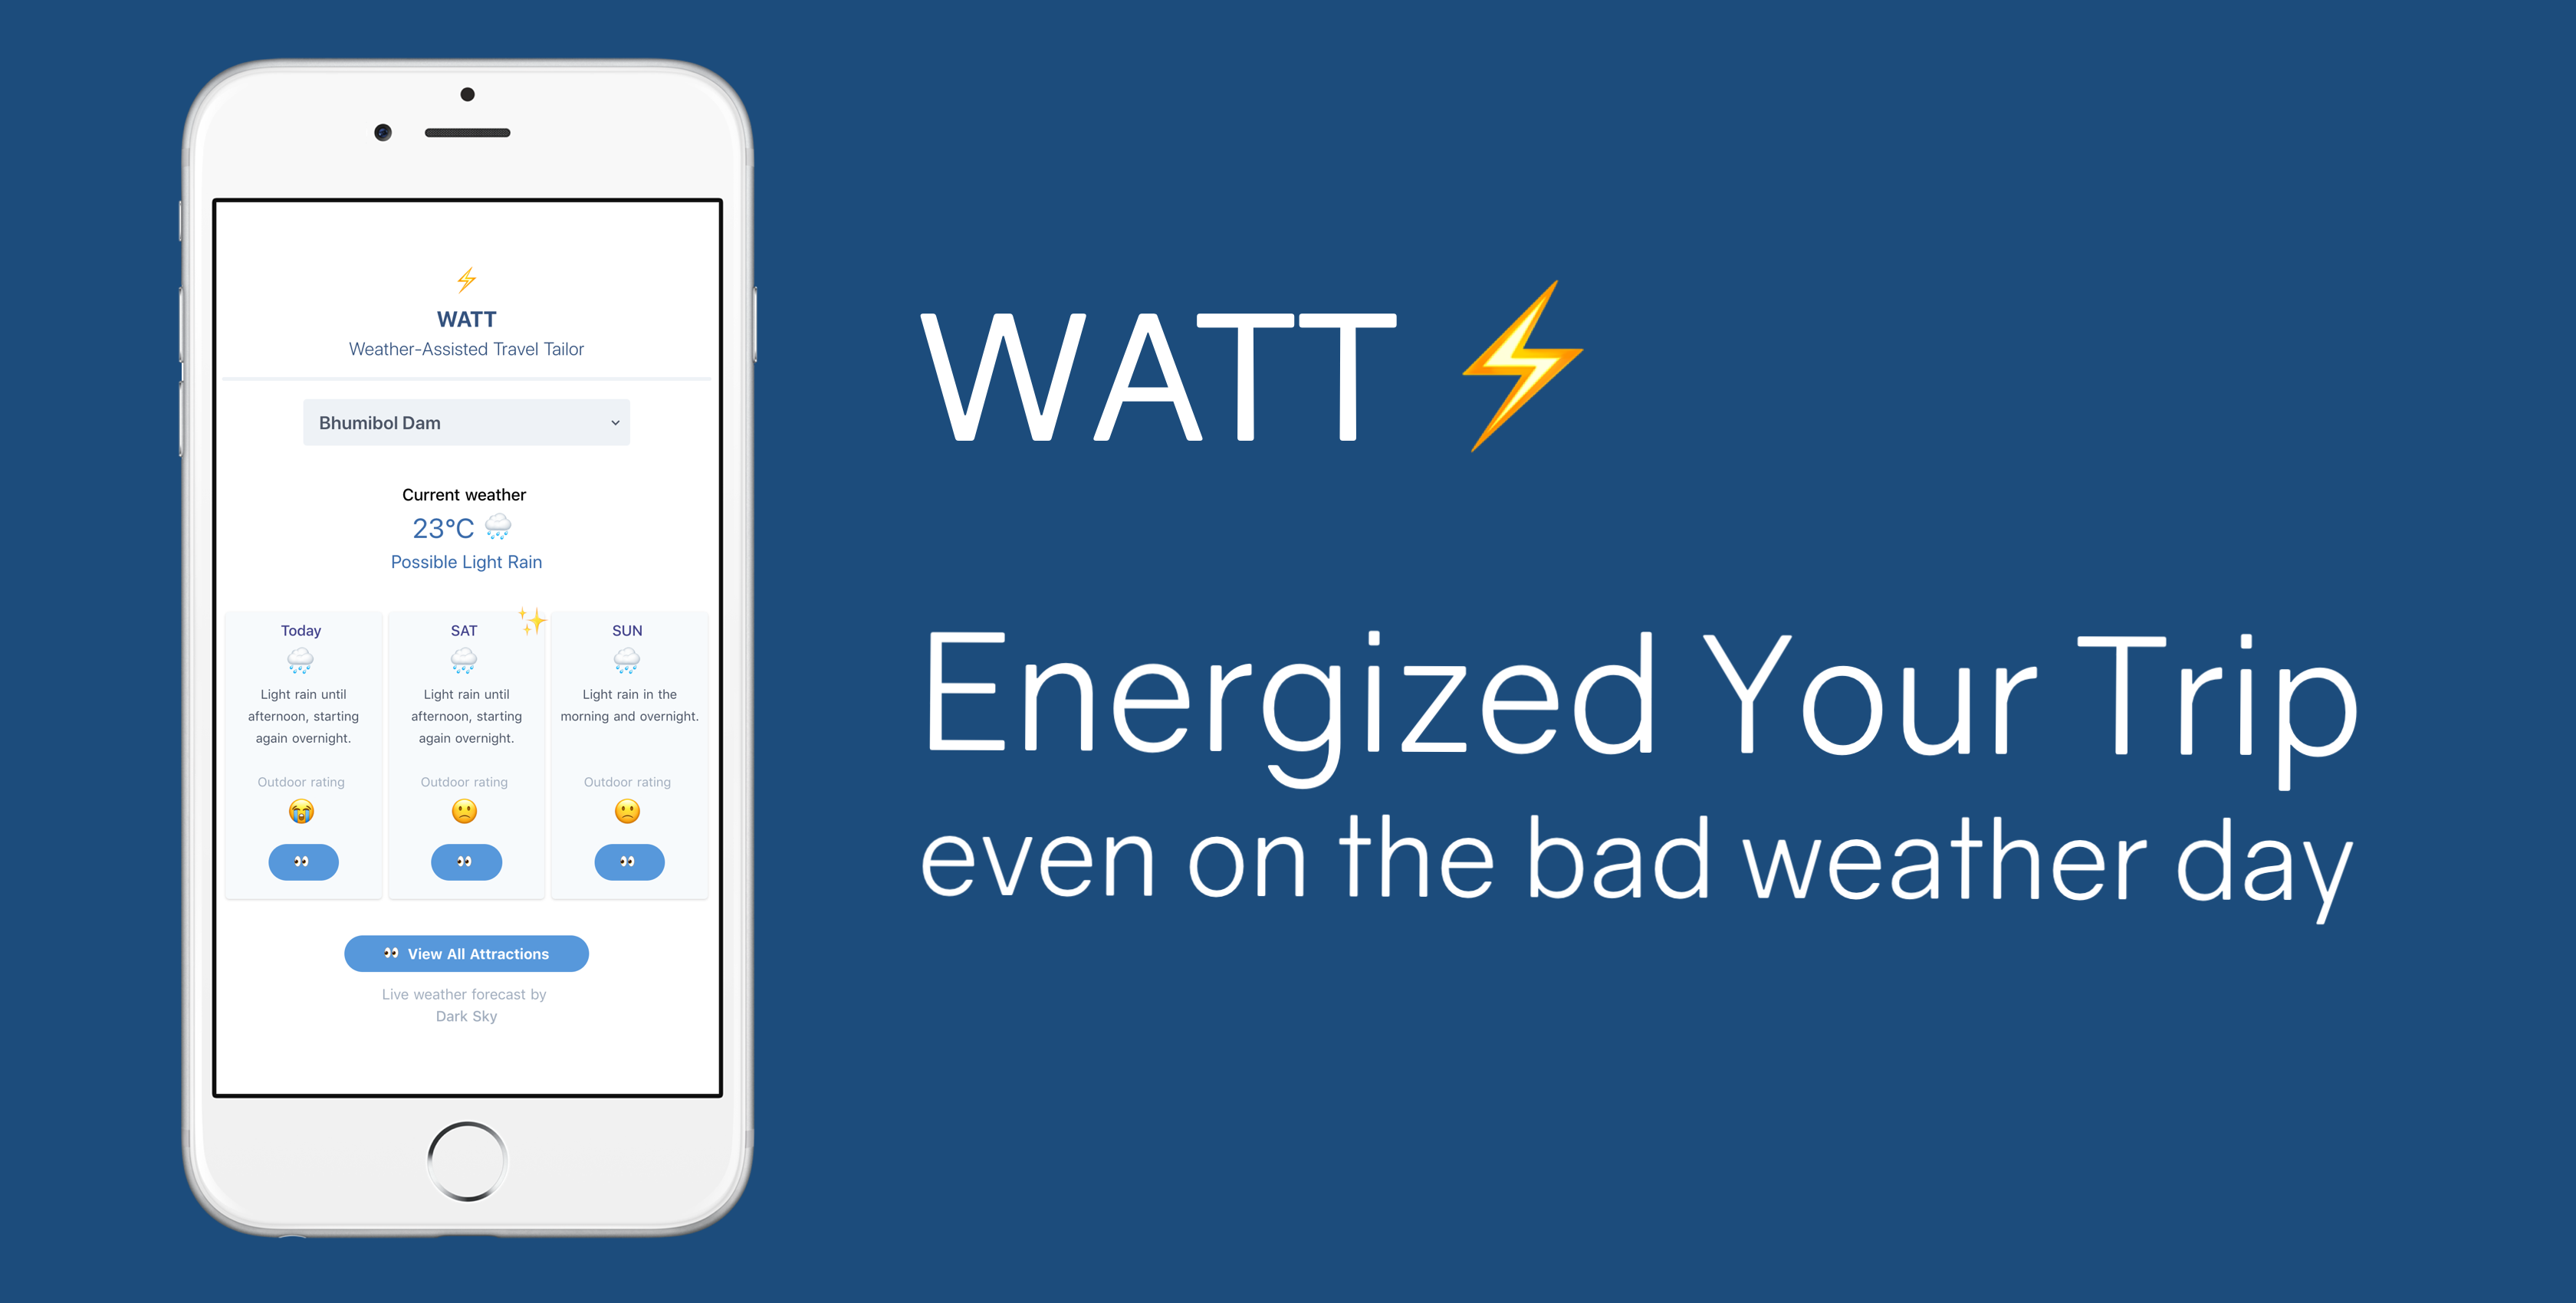 WATT
Weather-Assisted Travel Tailor
Bhumibol Dam
Current weather
23°C
Possible Light Rain
Today
Light rain until
afternoon, starting
again overnight.
Outdoor rating
SAT
Light rain until
afternoon, starting
again overnight.
Outdoor rating
SUN
Light rain in the
morning and overnight.
Outdoor rating
View All Attractions
Live weather forecast by
Dark Sky
WATT
Energized Your Trip
even on the bad weather day